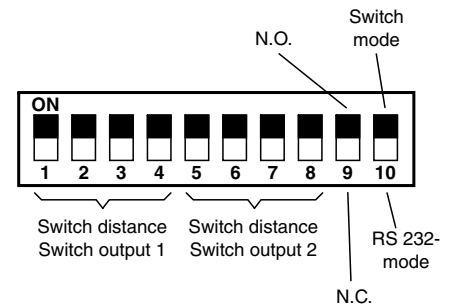 Switch
mode
N.O.
ON
1 2 3 4 5 6 7 8 9 10
Switch distance
Switch output 1
Switch distance
Switch output 2
RS 232-
mode
N.C.